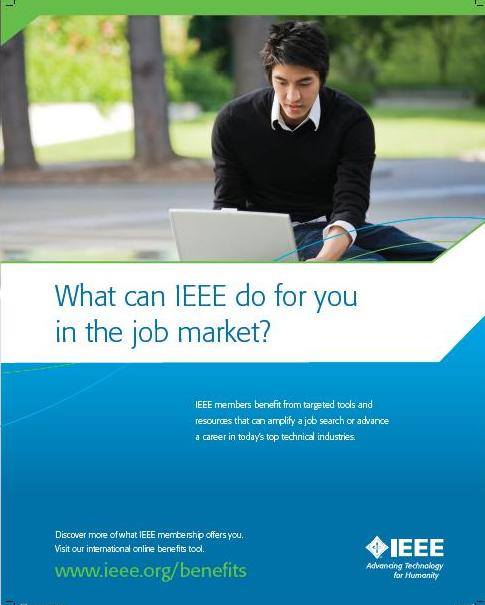 What can IEEE do for you
in the job market?
IEEE members benefit from targeted tools and
resources that can amplify a job search or advance
a career in today's top technical industries.
Discover more of what IEEE membership offers you.
Visit our international online benefits tool.
www.ieee.org/benefits
IEEE
Advancing Technology
for Humanity